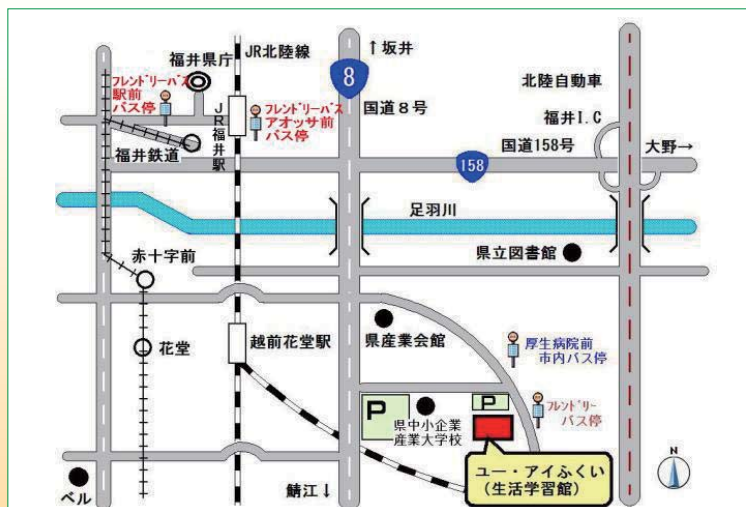 福井県庁
JR北陸線
↑坂井
フレンドリーバス
駅前
バス停
JR福井駅
フレンドリーバス
アオッサ前
バス停
8
国道8号
北陸自動車
福井I.C
福井鉄道
国道158号
158
大野→
足羽川
県立図書館
赤十字前
花堂
越前花堂駅
県産業会館
厚生病院前
市内バス停
P
県中小企業
産業大学校
P
フレンドリー
バス停
ユー・アイふくい
(生活学習館)
ベル
鯖江↓
N